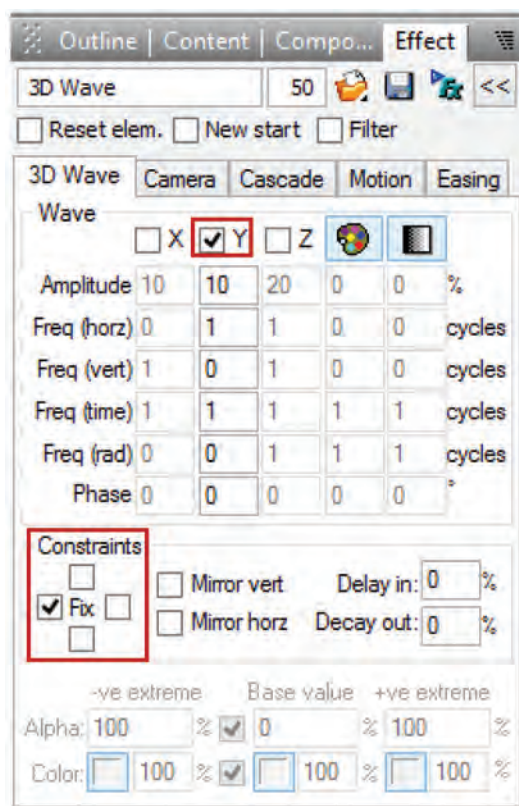 Outline | Content | Compo... Effect
3D Wave 50 Fx <<
Reset elem. New start Filter
3D Wave Camera Cascade Motion Easing
Wave
X Y Z
Amplitude 10 10 20 0 0 %
Freq (horz) 0 1 1 0 0 cycles
Freq (vert) 1 0 1 0 0 cycles
Freq (time) 1 1 1 1 1 cycles
Freq (rad) 0 0 1 1 1 cycles
Phase 0 0 0 0 0 °
Constraints
Mirror vert Delay in: 0 %
Fix
Mirror horz Decay out: 0 %
-ve extreme Base value +ve extreme
Alpha: 100 % 0 % 100 %
Color: 100 % 100 % 100 %